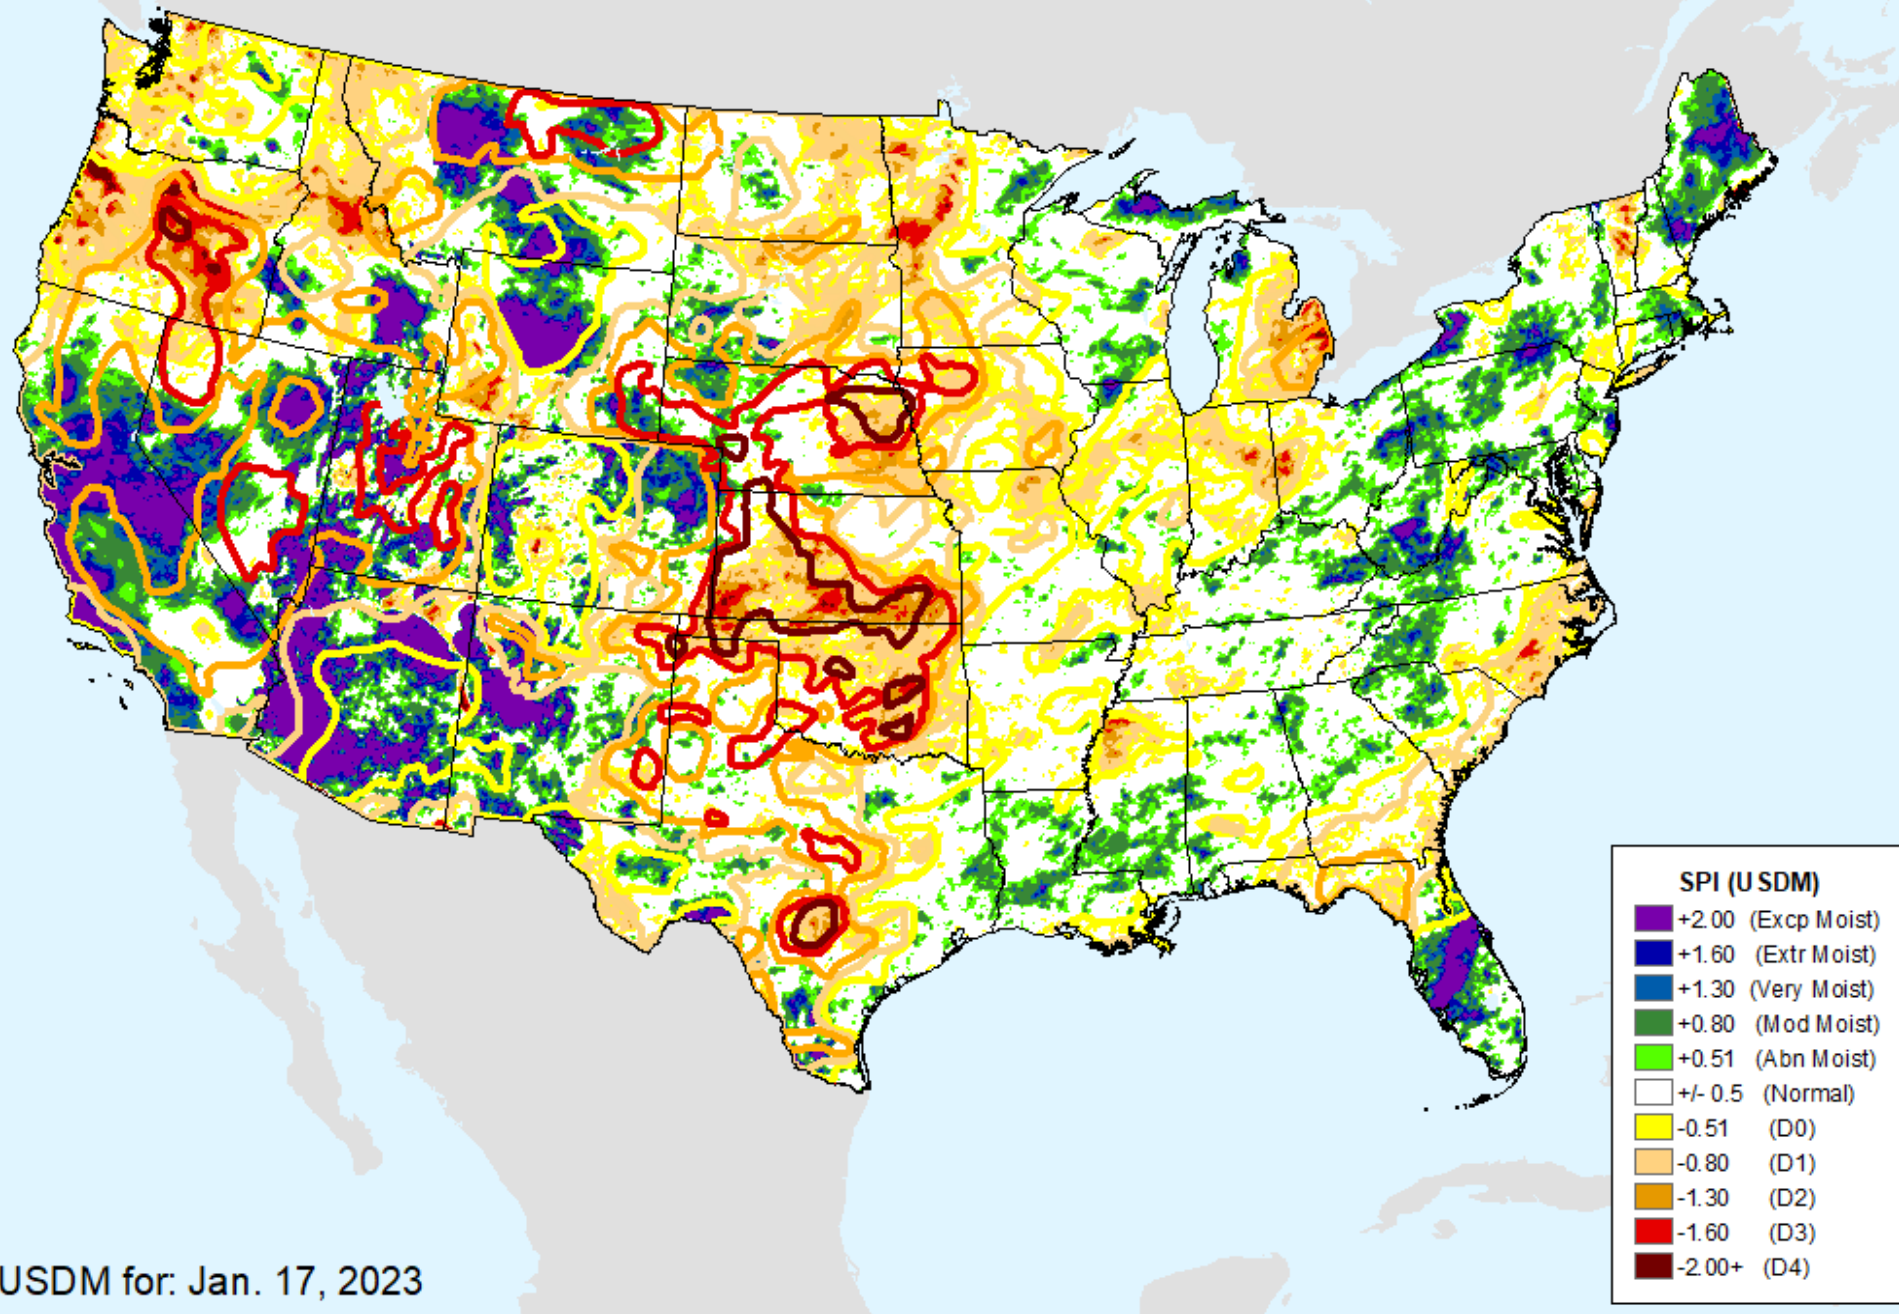 SPI (USDM)
+2.00 (Excp Moist)
+1.60 (Extr Moist)
+1.30 (Very Moist)
+0.80 (Mod Moist)
+0.51 (Abn Moist)
+/- 0.5 (Normal)
-0.51 (D0)
-0.80 (D1)
-1.30 (D2)
-1.60 (D3)
-2.00+ (D4)
USDM for: Jan. 17, 2023